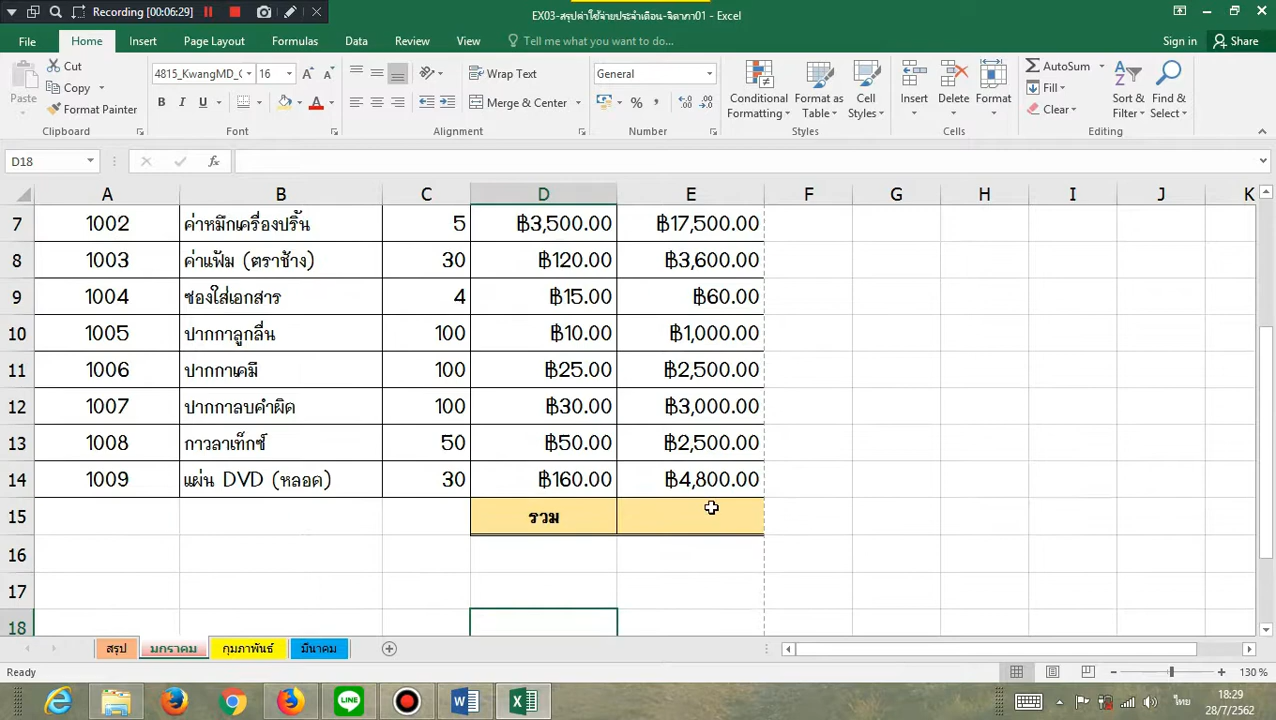 Recording [00:06:29]
EX03-สรุปค่าใช้จ่ายประจำเดือน-จิดาภา01 - Excel
File Home Insert Page Layout Formulas Data Review View Tell me what you want to do... Sign in Share
Paste Cut Copy Format Painter Clipboard
4815_KwangMD_ 16 B I U A Font
Wrap Text Merge & Center Alignment
General % , Number
Conditional Formatting Format as Table Cell Styles Styles
Insert Delete Format Cells
AutoSum Fill Clear Sort & Filter Find & Select Editing
D18 fx
A B C D E F G H I J K
7 1002 ค่าหมึกเครื่องปริ้น 5 ฿3,500.00 ฿17,500.00
8 1003 ค่าแฟ้ม (ตราช้าง) 30 ฿120.00 ฿3,600.00
9 1004 ซองใส่เอกสาร 4 ฿15.00 ฿60.00
10 1005 ปากกาลูกลื่น 100 ฿10.00 ฿1,000.00
11 1006 ปากกาเคมี 100 ฿25.00 ฿2,500.00
12 1007 ปากกาลบคำผิด 100 ฿30.00 ฿3,000.00
13 1008 กาวลาเท็กซ์ 50 ฿50.00 ฿2,500.00
14 1009 แผ่น DVD (หลอด) 30 ฿160.00 ฿4,800.00
15 รวม
16
17
18
สรุป มกราคม กุมภาพันธ์ มีนาคม
Ready 130 %
LINE ไทย 18:29
28/7/2562